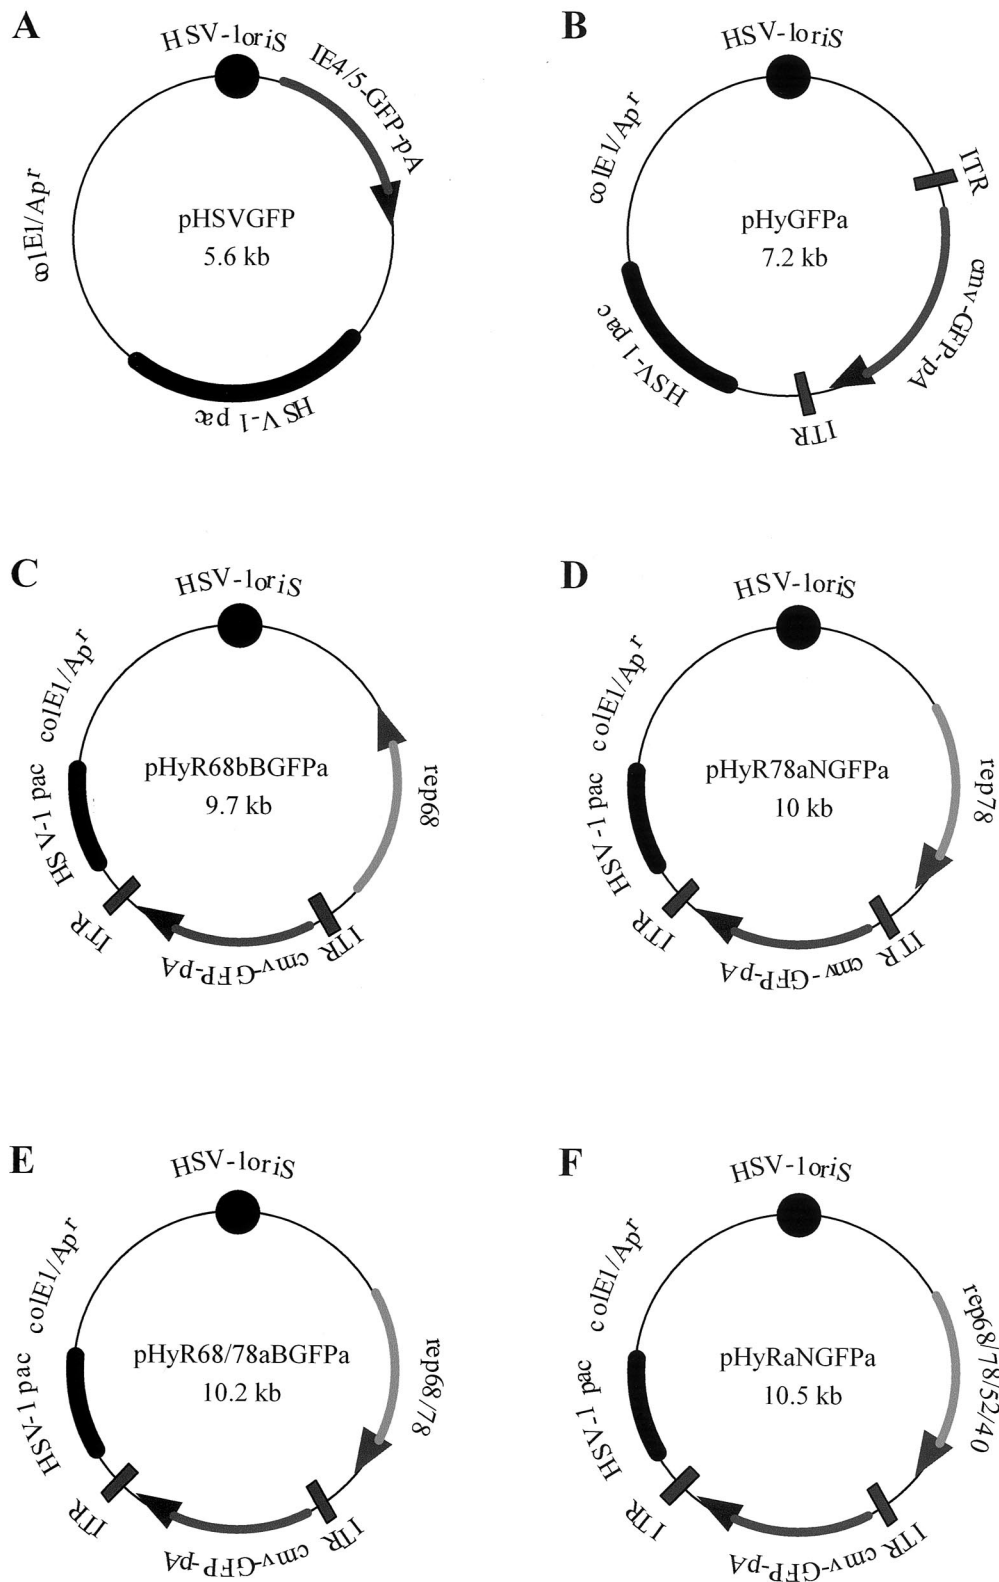 A
HSV-1oriS
IE4/5-GFP-pA
colE1/Apr
pHSVGFP
5.6 kb
HSV-1 pac
B
HSV-1oriS
colE1/Apr
ITR
pHyGFPa
7.2 kb
cmv-GFP-pA
HSV-1 pac
ITR
C
HSV-1oriS
colE1/Apr
pHyR68bBGFPa
9.7 kb
rep68
HSV-1 pac
ITR
cmv-GFP-pA
ITR
D
HSV-1oriS
colE1/Apr
pHyR78aNGFPa
10 kb
rep78
HSV-1 pac
ITR
cmv-GFP-pA
ITR
E
HSV-1oriS
colE1/Apr
pHyR68/78aBGFPa
10.2 kb
rep68/78
HSV-1 pac
ITR
cmv-GFP-pA
ITR
F
HSV-1oriS
colE1/Apr
pHyRaNGFPa
10.5 kb
rep68/78/52/40
HSV-1 pac
ITR
cmv-GFP-pA
ITR